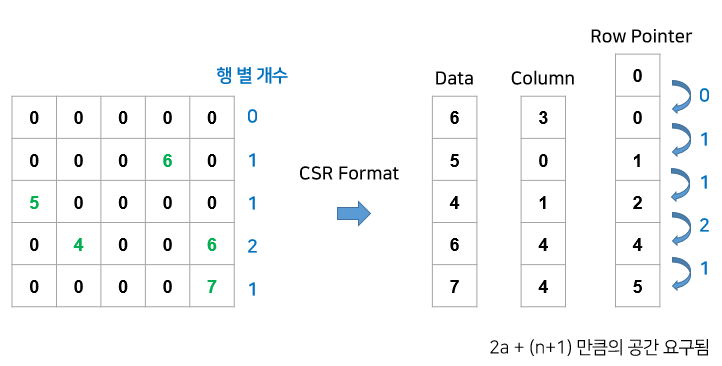 Row Pointer
행 별 개수
Data
Column
0
0 0 0 0 0 0
0 0 0 6 0 1
5 0 0 0 0 1
0 4 0 0 6 2
0 0 0 0 7 1
CSR Format
6 3 0 0
5 0 1 1
4 1 2 1
6 4 4 2
7 4 5 1
2a + (n+1) 만큼의 공간 요구됨